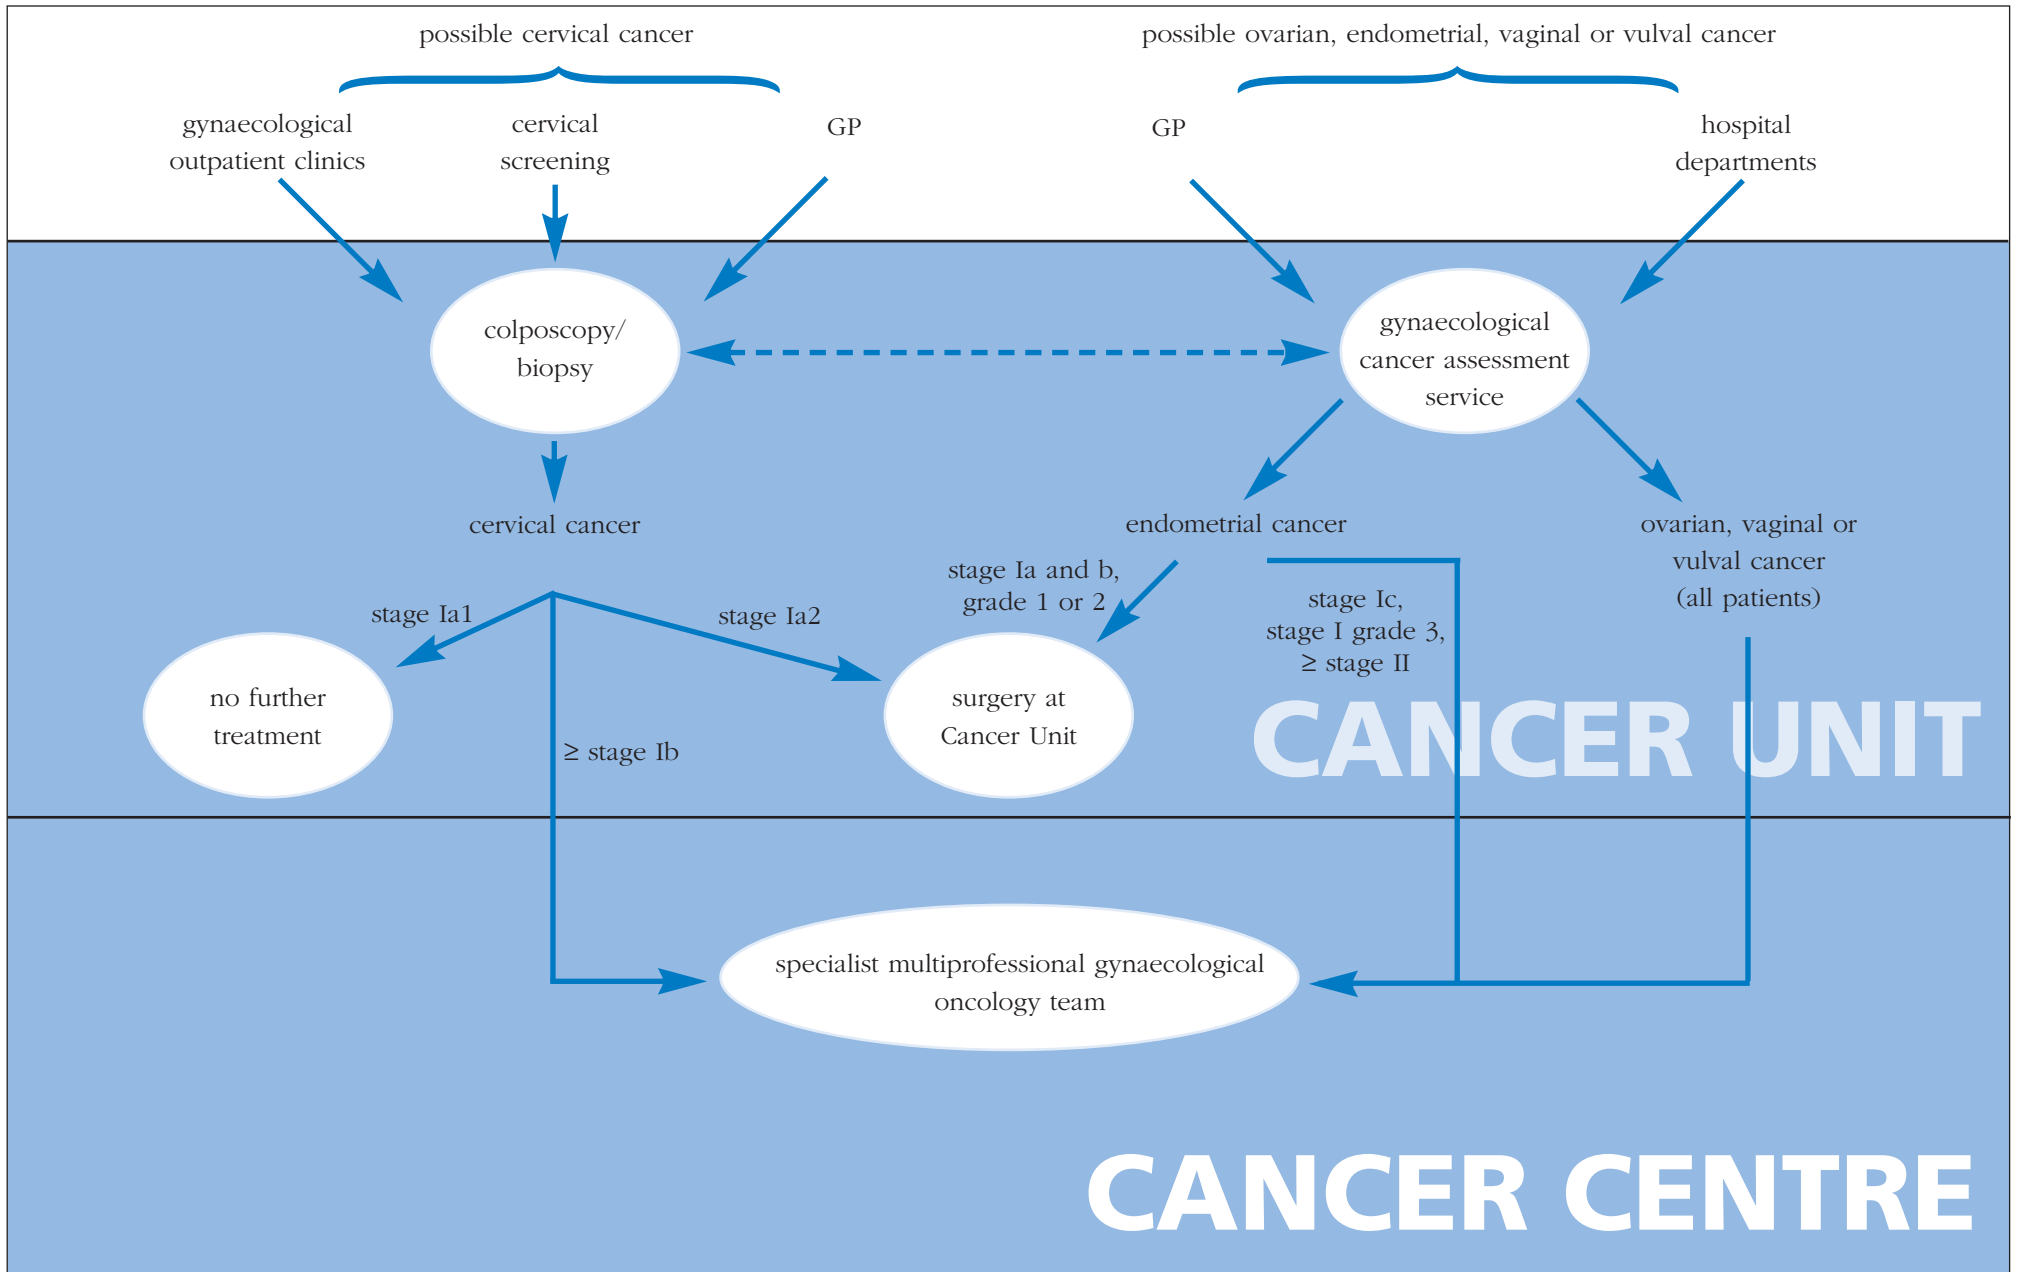 possible cervical cancer
possible ovarian, endometrial, vaginal or vulval cancer
gynaecological
outpatient clinics
cervical
screening
GP
GP
hospital
departments
colposcopy/
biopsy
gynaecological
cancer assessment
service
cervical cancer
endometrial cancer
ovarian, vaginal or
vulval cancer
(all patients)
stage Ia1
stage Ia2
stage Ia and b,
grade 1 or 2
stage Ic,
stage I grade 3,
≥ stage II
no further
treatment
≥ stage Ib
surgery at
Cancer Unit
CANCER UNIT
specialist multiprofessional gynaecological
oncology team
CANCER CENTRE